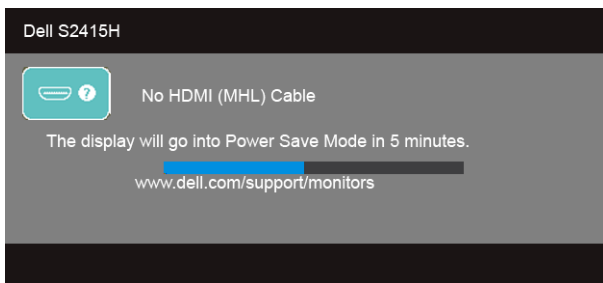 Dell S2415H
?
No HDMI (MHL) Cable
The display will go into Power Save Mode in 5 minutes.
www.dell.com/support/monitors